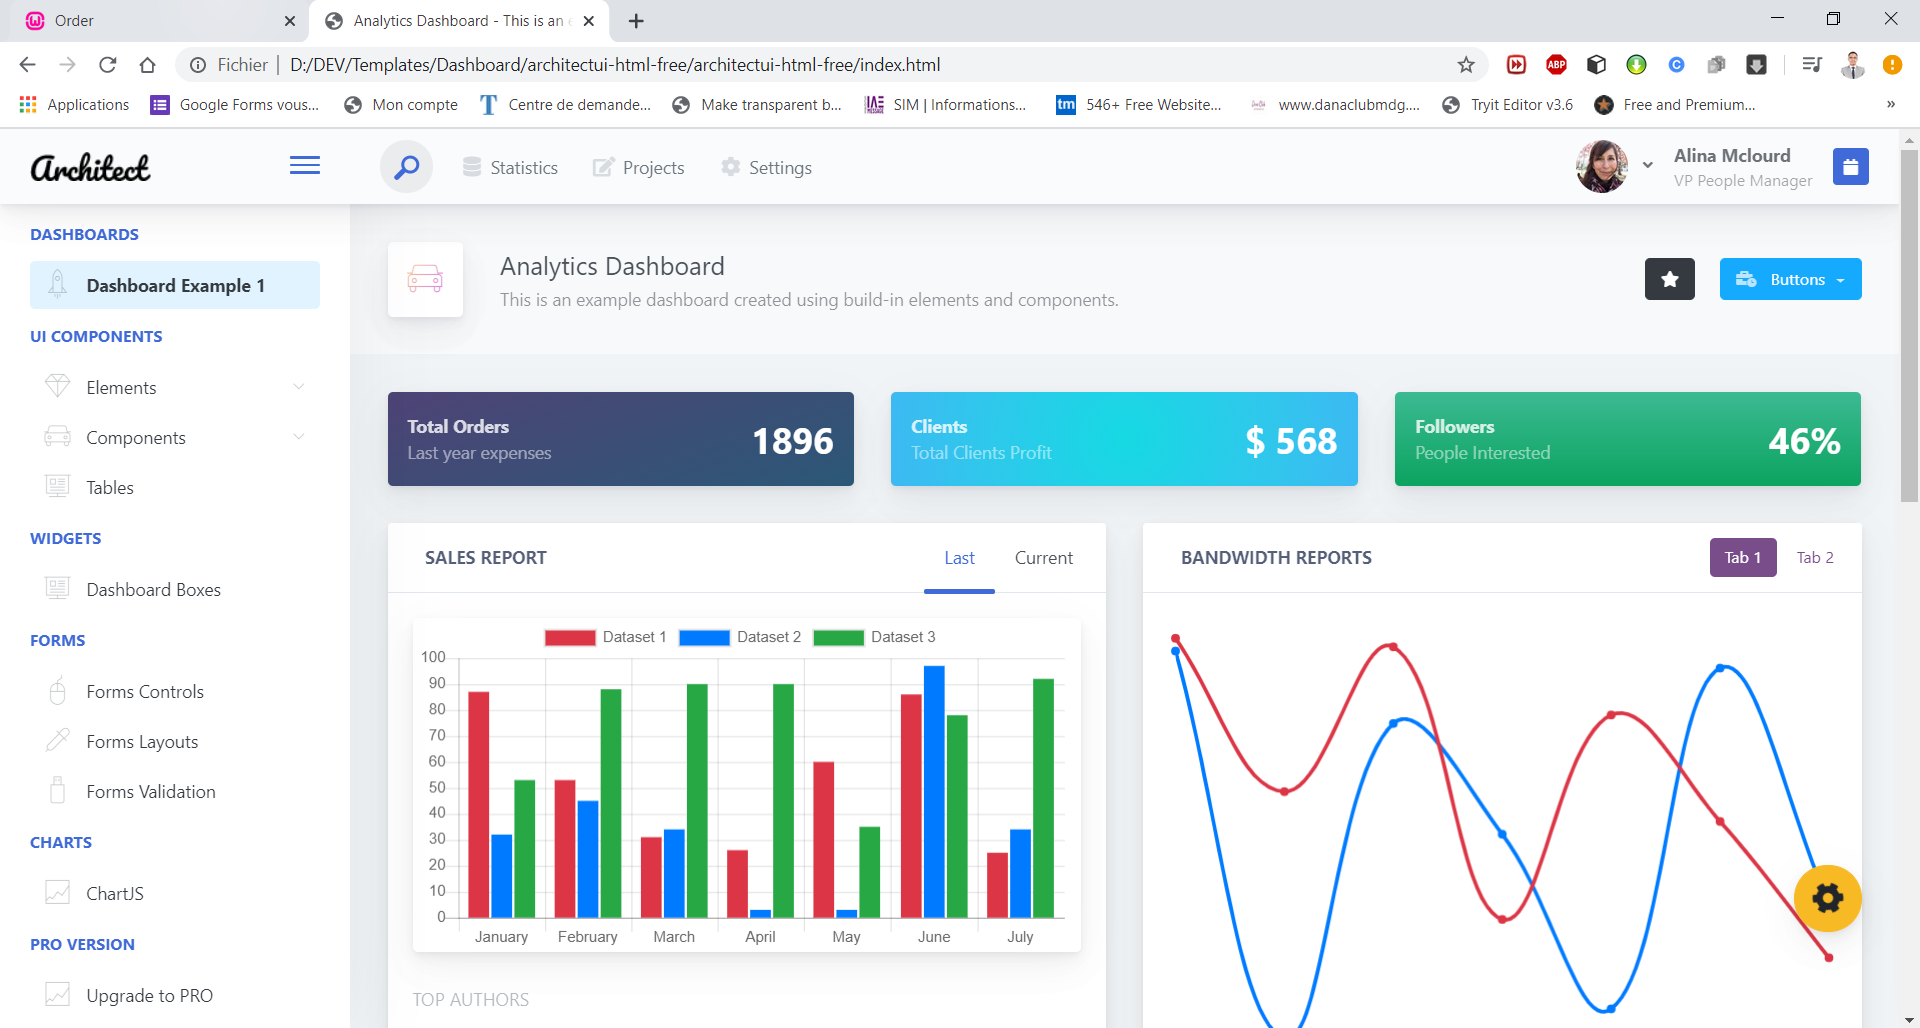 Order
Analytics Dashboard - This is an e
Fichier
D:/DEV/Templates/Dashboard/architectui-html-free/architectui-html-free/index.html
ABP
Applications
Google Forms vous...
Mon compte
Centre de demande...
Make transparent b...
SIM | Informations...
tm
546+ Free Website...
www.danaclubmdg....
Tryit Editor v3.6
Free and Premium...
»
Architect
Statistics
Projects
Settings
Alina Mclourd
VP People Manager
DASHBOARDS
Dashboard Example 1
UI COMPONENTS
Elements
Components
Tables
WIDGETS
Dashboard Boxes
FORMS
Forms Controls
Forms Layouts
Forms Validation
CHARTS
ChartJS
PRO VERSION
Upgrade to PRO
Analytics Dashboard
This is an example dashboard created using build-in elements and components.
Buttons
Total Orders
Last year expenses
1896
Clients
Total Clients Profit
$ 568
Followers
People Interested
46%
SALES REPORT
Last
Current
Dataset 1
Dataset 2
Dataset 3
100
90
80
70
60
50
40
30
20
10
0
January
February
March
April
May
June
July
TOP AUTHORS
BANDWIDTH REPORTS
Tab 1
Tab 2